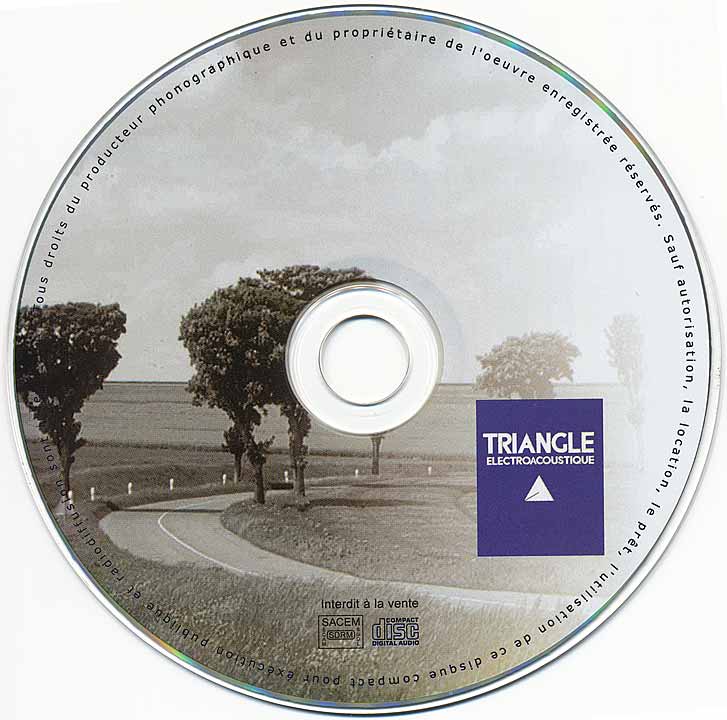 Tous droits du producteur phonographique et du propriétaire de l'oeuvre enregistrée réservés. Sauf autorisation, la location, le prêt, l'utilisation de ce disque compact pour éxécution publique et radiodiffusion sont
TRIANGLE
ELECTROACOUSTIQUE
Interdit à la vente
SACEM
SDRM
COMPACT
disc
DIGITAL AUDIO